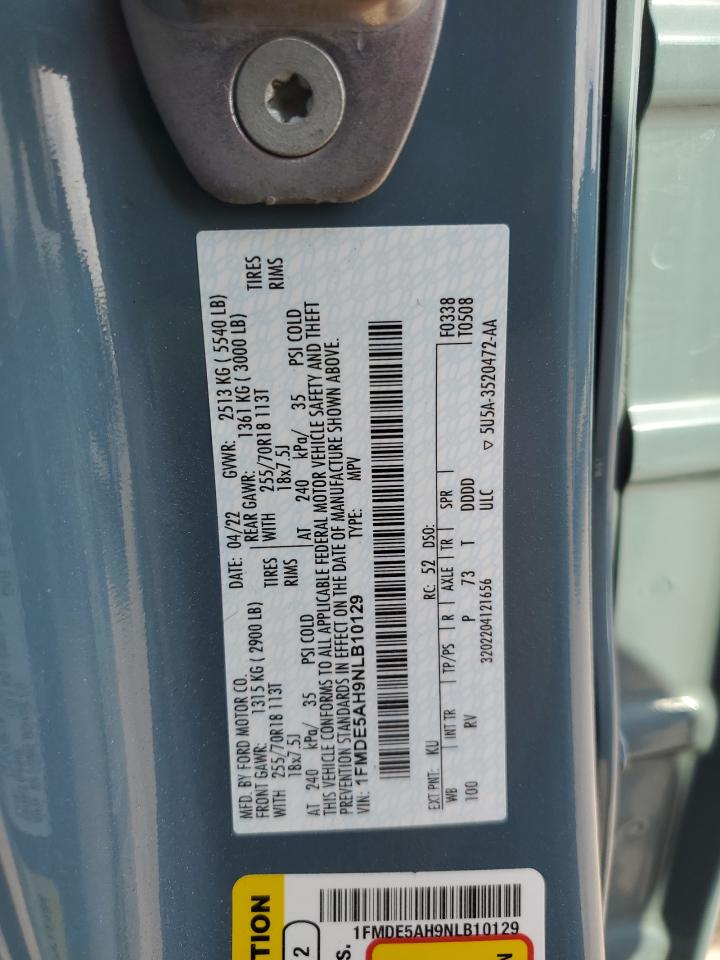 MFD. BY FORD MOTOR CO.
DATE: 04/22 GVWR: 2513 KG ( 5540 LB)
FRONT GAWR: 1315 KG ( 2900 LB) REAR GAWR: 1361 KG ( 3000 LB)
WITH 255/70R18 113T TIRES WITH 255/70R18 113T TIRES
18x7.5J RIMS 18x7.5J RIMS
AT 240 kPa/ 35 PSI COLD AT 240 kPa/ 35 PSI COLD
THIS VEHICLE CONFORMS TO ALL APPLICABLE FEDERAL MOTOR VEHICLE SAFETY AND THEFT
PREVENTION STANDARDS IN EFFECT ON THE DATE OF MANUFACTURE SHOWN ABOVE.
VIN: 1FMDE5AH9NLB10129 TYPE: MPV
EXT PNT: KU RC: 52 DSO:
WB INT TR TP/PS R AXLE TR SPR F0338
100 RV P 73 T DDDD T0508
3202204121656 ULC ▽ 5U5A-3520472-AA
1FMDE5AH9NLB10129
2